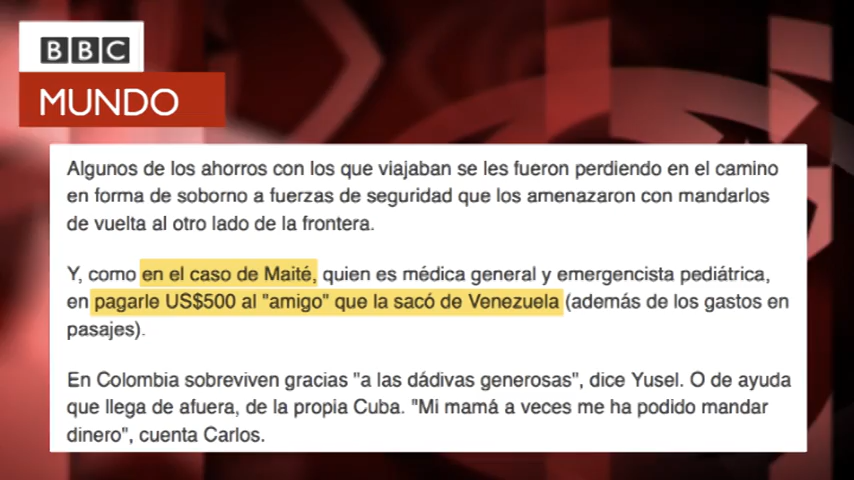 BBC
MUNDO
Algunos de los ahorros con los que viajaban se les fueron perdiendo en el camino
en forma de soborno a fuerzas de seguridad que los amenazaron con mandarlos
de vuelta al otro lado de la frontera.
Y, como en el caso de Maité, quien es médica general y emergencista pediátrica,
en pagarle US$500 al "amigo" que la sacó de Venezuela (además de los gastos en
pasajes).
En Colombia sobreviven gracias "a las dádivas generosas", dice Yusel. O de ayuda
que llega de afuera, de la propia Cuba. "Mi mamá a veces me ha podido mandar
dinero", cuenta Carlos.